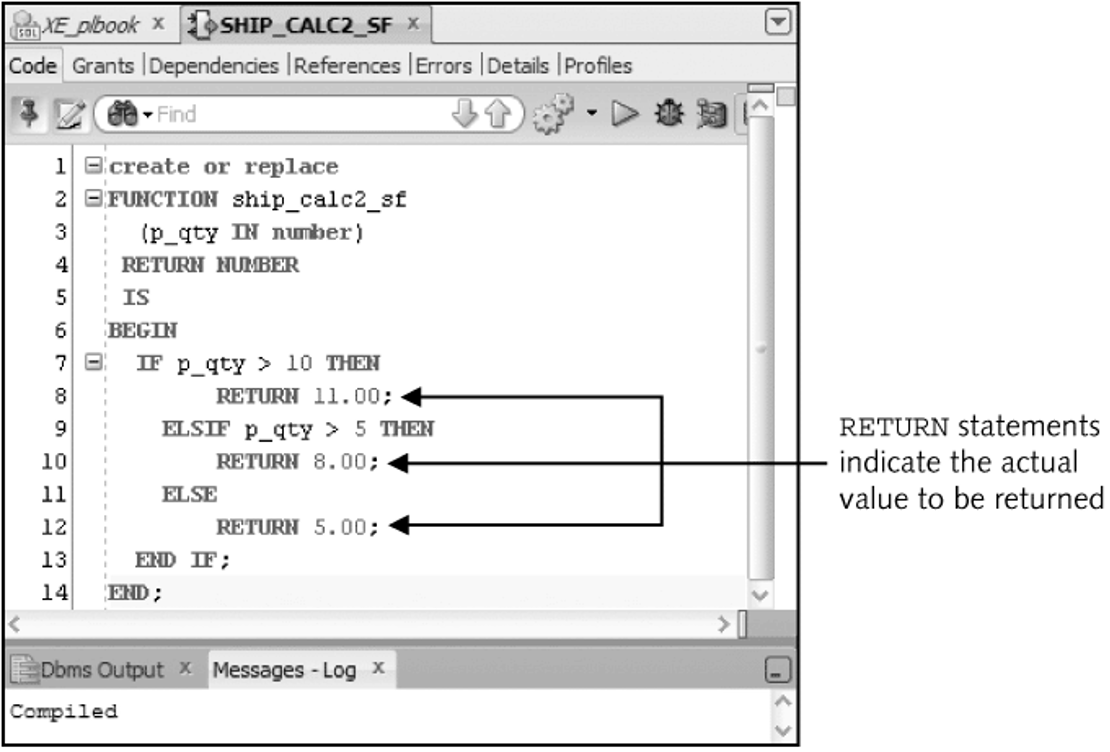 XE_plbook x SHIP_CALC2_SF x
Code Grants Dependencies References Errors Details Profiles
Find
1 create or replace
2 FUNCTION ship_calc2_sf
3 (p_qty IN number)
4 RETURN NUMBER
5 IS
6 BEGIN
7 IF p_qty > 10 THEN
8 RETURN 11.00;
9 ELSIF p_qty > 5 THEN
10 RETURN 8.00;
11 ELSE
12 RETURN 5.00;
13 END IF;
14 END;
RETURN statements
indicate the actual
value to be returned
Dbms Output x Messages - Log x
Compiled